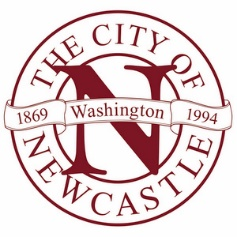 THE CITY OF
N
1869 Washington 1994
NEWCASTLE